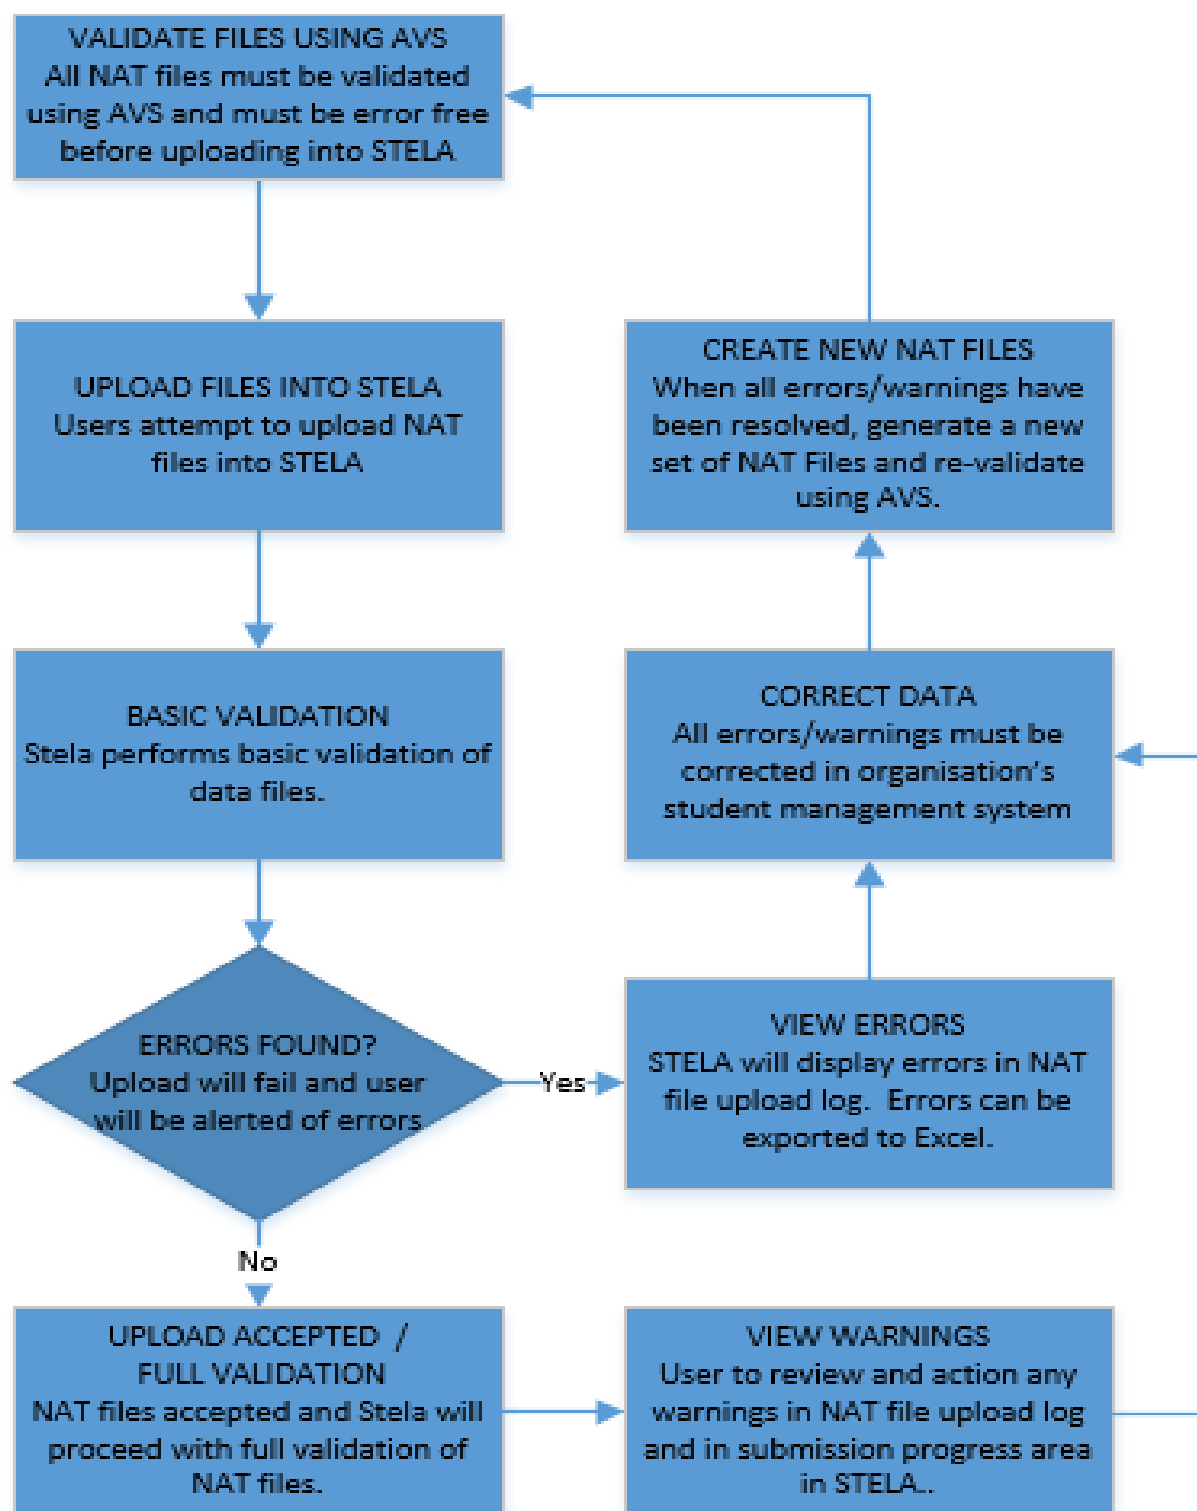 VALIDATE FILES USING AVS
All NAT files must be validated
using AVS and must be error free
before uploading into STELA
UPLOAD FILES INTO STELA
Users attempt to upload NAT
files into STELA
CREATE NEW NAT FILES
When all errors/warnings have
been resolved, generate a new
set of NAT Files and re-validate
using AVS.
BASIC VALIDATION
Stela performs basic validation of
data files.
CORRECT DATA
All errors/warnings must be
corrected in organisation's
student management system
ERRORS FOUND?
Upload will fail and user
will be alerted of errors
Yes
VIEW ERRORS
STELA will display errors in NAT
file upload log.  Errors can be
exported to Excel.
No
UPLOAD ACCEPTED  /
FULL VALIDATION
NAT files accepted and Stela will
proceed with full validation of
NAT files.
VIEW WARNINGS
User to review and action any
warnings in NAT file upload log
and in submission progress area
in STELA..